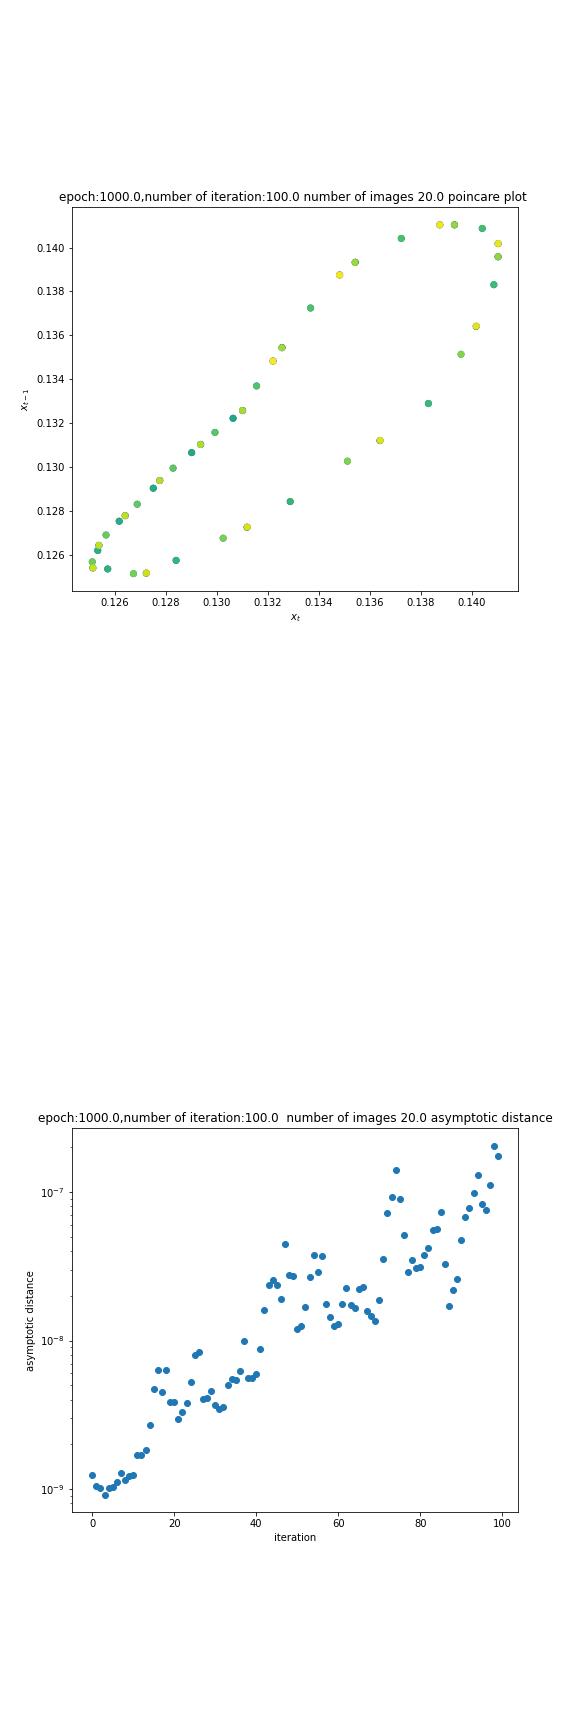 epoch:1000.0,number of iteration:100.0 number of images 20.0 poincare plot
0.140
0.138
0.136
0.134
0.132
0.130
0.128
0.126
x_{t-1}
0.126 0.128 0.130 0.132 0.134 0.136 0.138 0.140
x_t
epoch:1000.0,number of iteration:100.0  number of images 20.0 asymptotic distance
10^{-7}
10^{-8}
10^{-9}
asymptotic distance
0 20 40 60 80 100
iteration